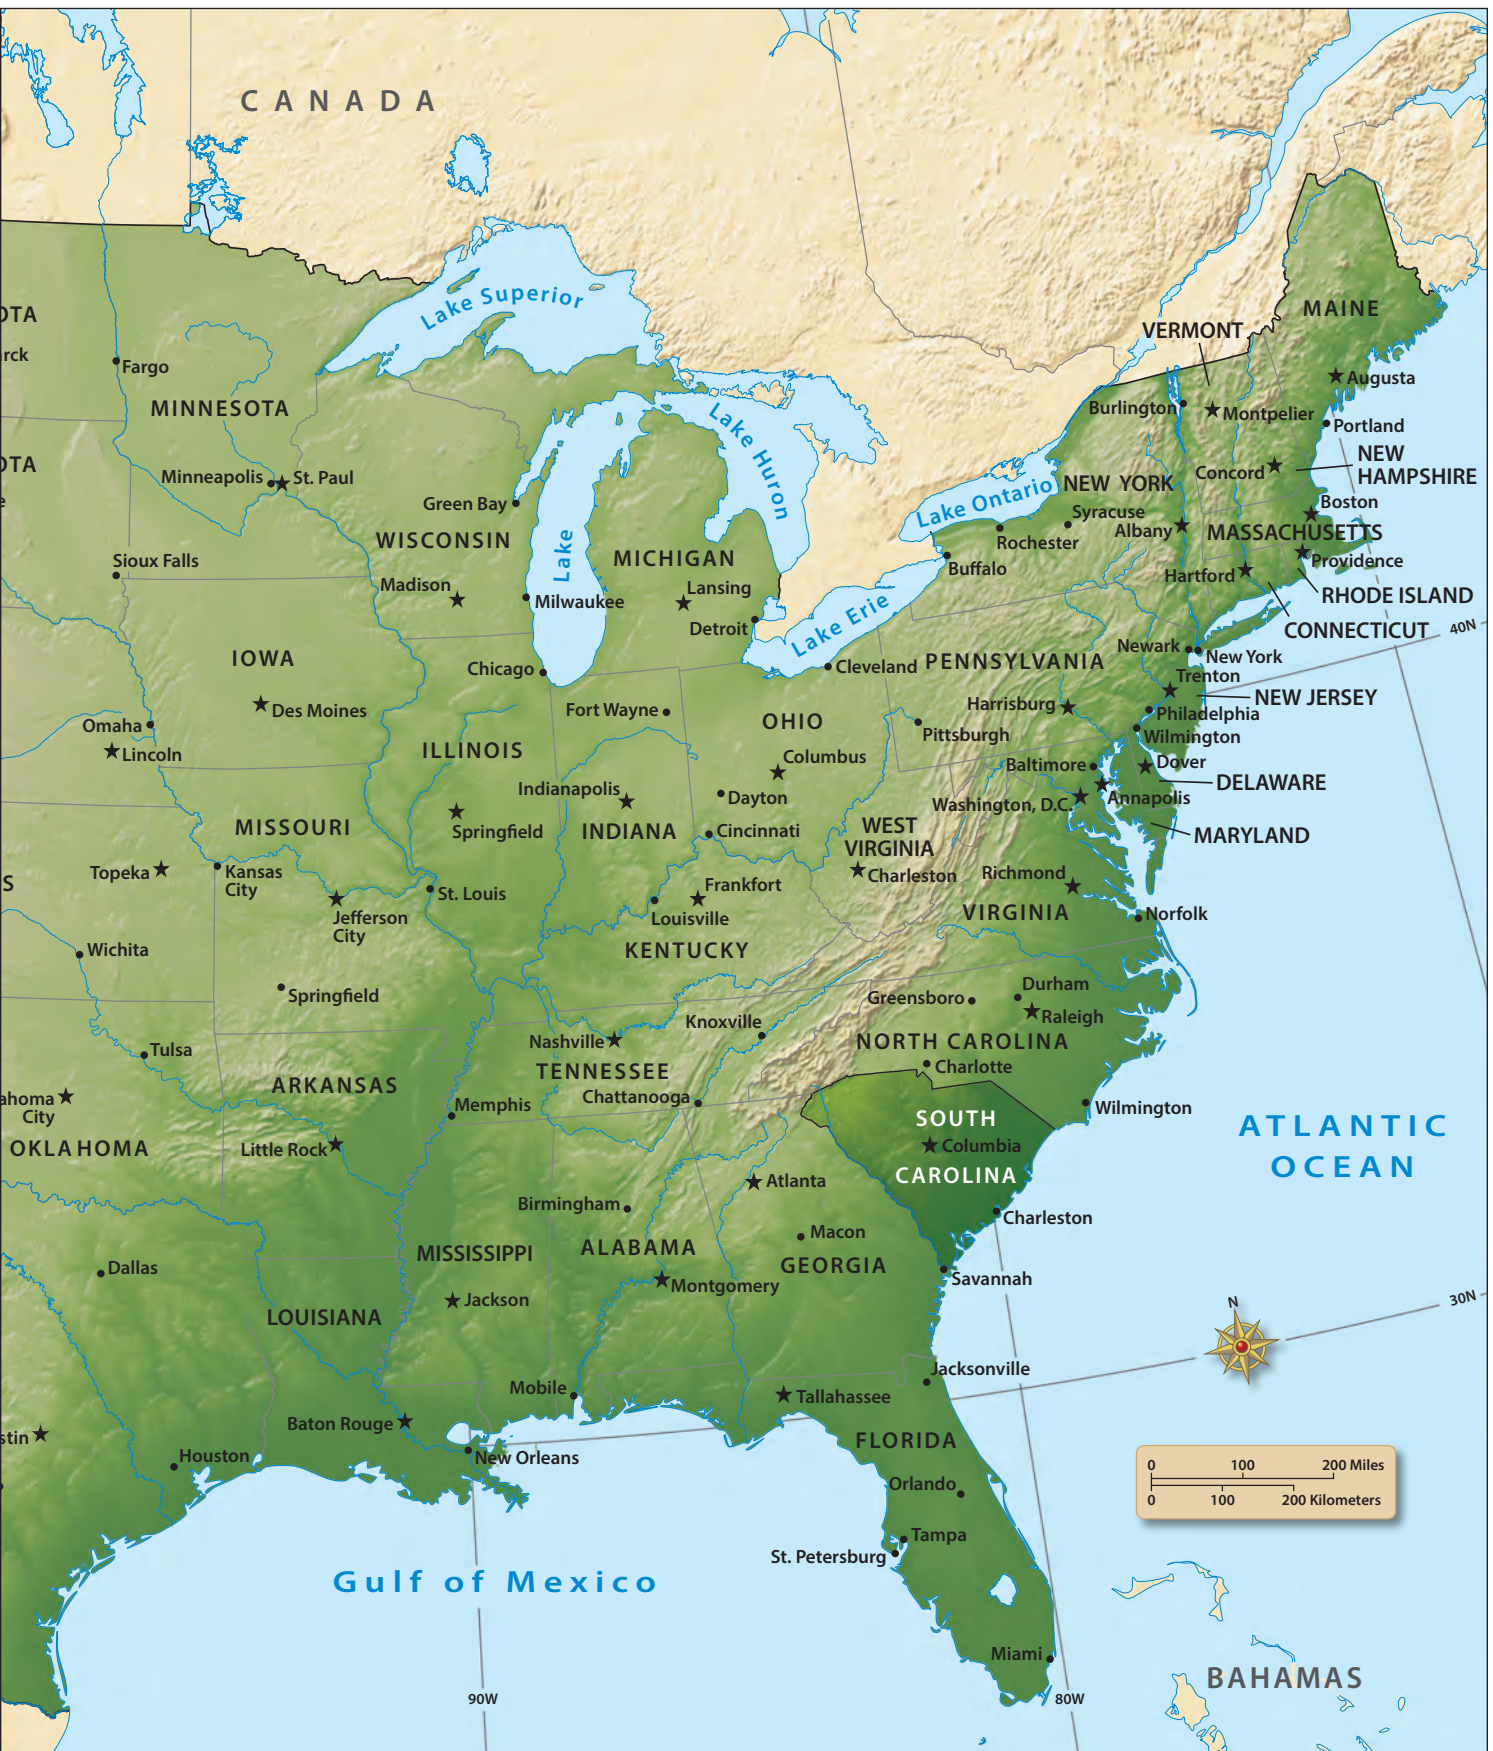 CANADA
Lake Superior
OTA
MAINE
VERMONT
arck
Fargo
Augusta
MINNESOTA
Burlington
Montpelier
Lake Huron
Portland
NEW
HAMPSHIRE
OTA
Concord
Minneapolis
St. Paul
NEW YORK
Lake Ontario
Green Bay
Boston
Syracuse
Albany
MASSACHUSETTS
WISCONSIN
Rochester
Lake
MICHIGAN
Sioux Falls
Providence
Buffalo
Hartford
Madison
Lansing
Milwaukee
RHODE ISLAND
Lake Erie
Detroit
CONNECTICUT
40N
IOWA
Newark
New York
Chicago
Cleveland
PENNSYLVANIA
Trenton
NEW JERSEY
Des Moines
Fort Wayne
Harrisburg
Philadelphia
Omaha
OHIO
Pittsburgh
Wilmington
ILLINOIS
Lincoln
Columbus
Baltimore
Dover
DELAWARE
Indianapolis
Dayton
Washington, D.C.
Annapolis
MISSOURI
Springfield
INDIANA
Cincinnati
WEST
VIRGINIA
MARYLAND
Topeka
Kansas
City
S
Frankfort
Charleston
Richmond
St. Louis
Jefferson
City
Louisville
VIRGINIA
Norfolk
Wichita
KENTUCKY
Springfield
Durham
Greensboro
Raleigh
Knoxville
Nashville
NORTH CAROLINA
Tulsa
TENNESSEE
Charlotte
ARKANSAS
Chattanooga
ahoma
City
Memphis
Wilmington
SOUTH
ATLANTIC
OCEAN
OKLAHOMA
Little Rock
Columbia
CAROLINA
Atlanta
Birmingham
Charleston
Macon
MISSISSIPPI
ALABAMA
GEORGIA
Dallas
Savannah
Montgomery
Jackson
30N
N
LOUISIANA
Jacksonville
Mobile
Tallahassee
Baton Rouge
stin
FLORIDA
Houston
New Orleans
0 100 200 Miles
0 100 200 Kilometers
Orlando
Tampa
St. Petersburg
Gulf of Mexico
Miami
BAHAMAS
90W
80W